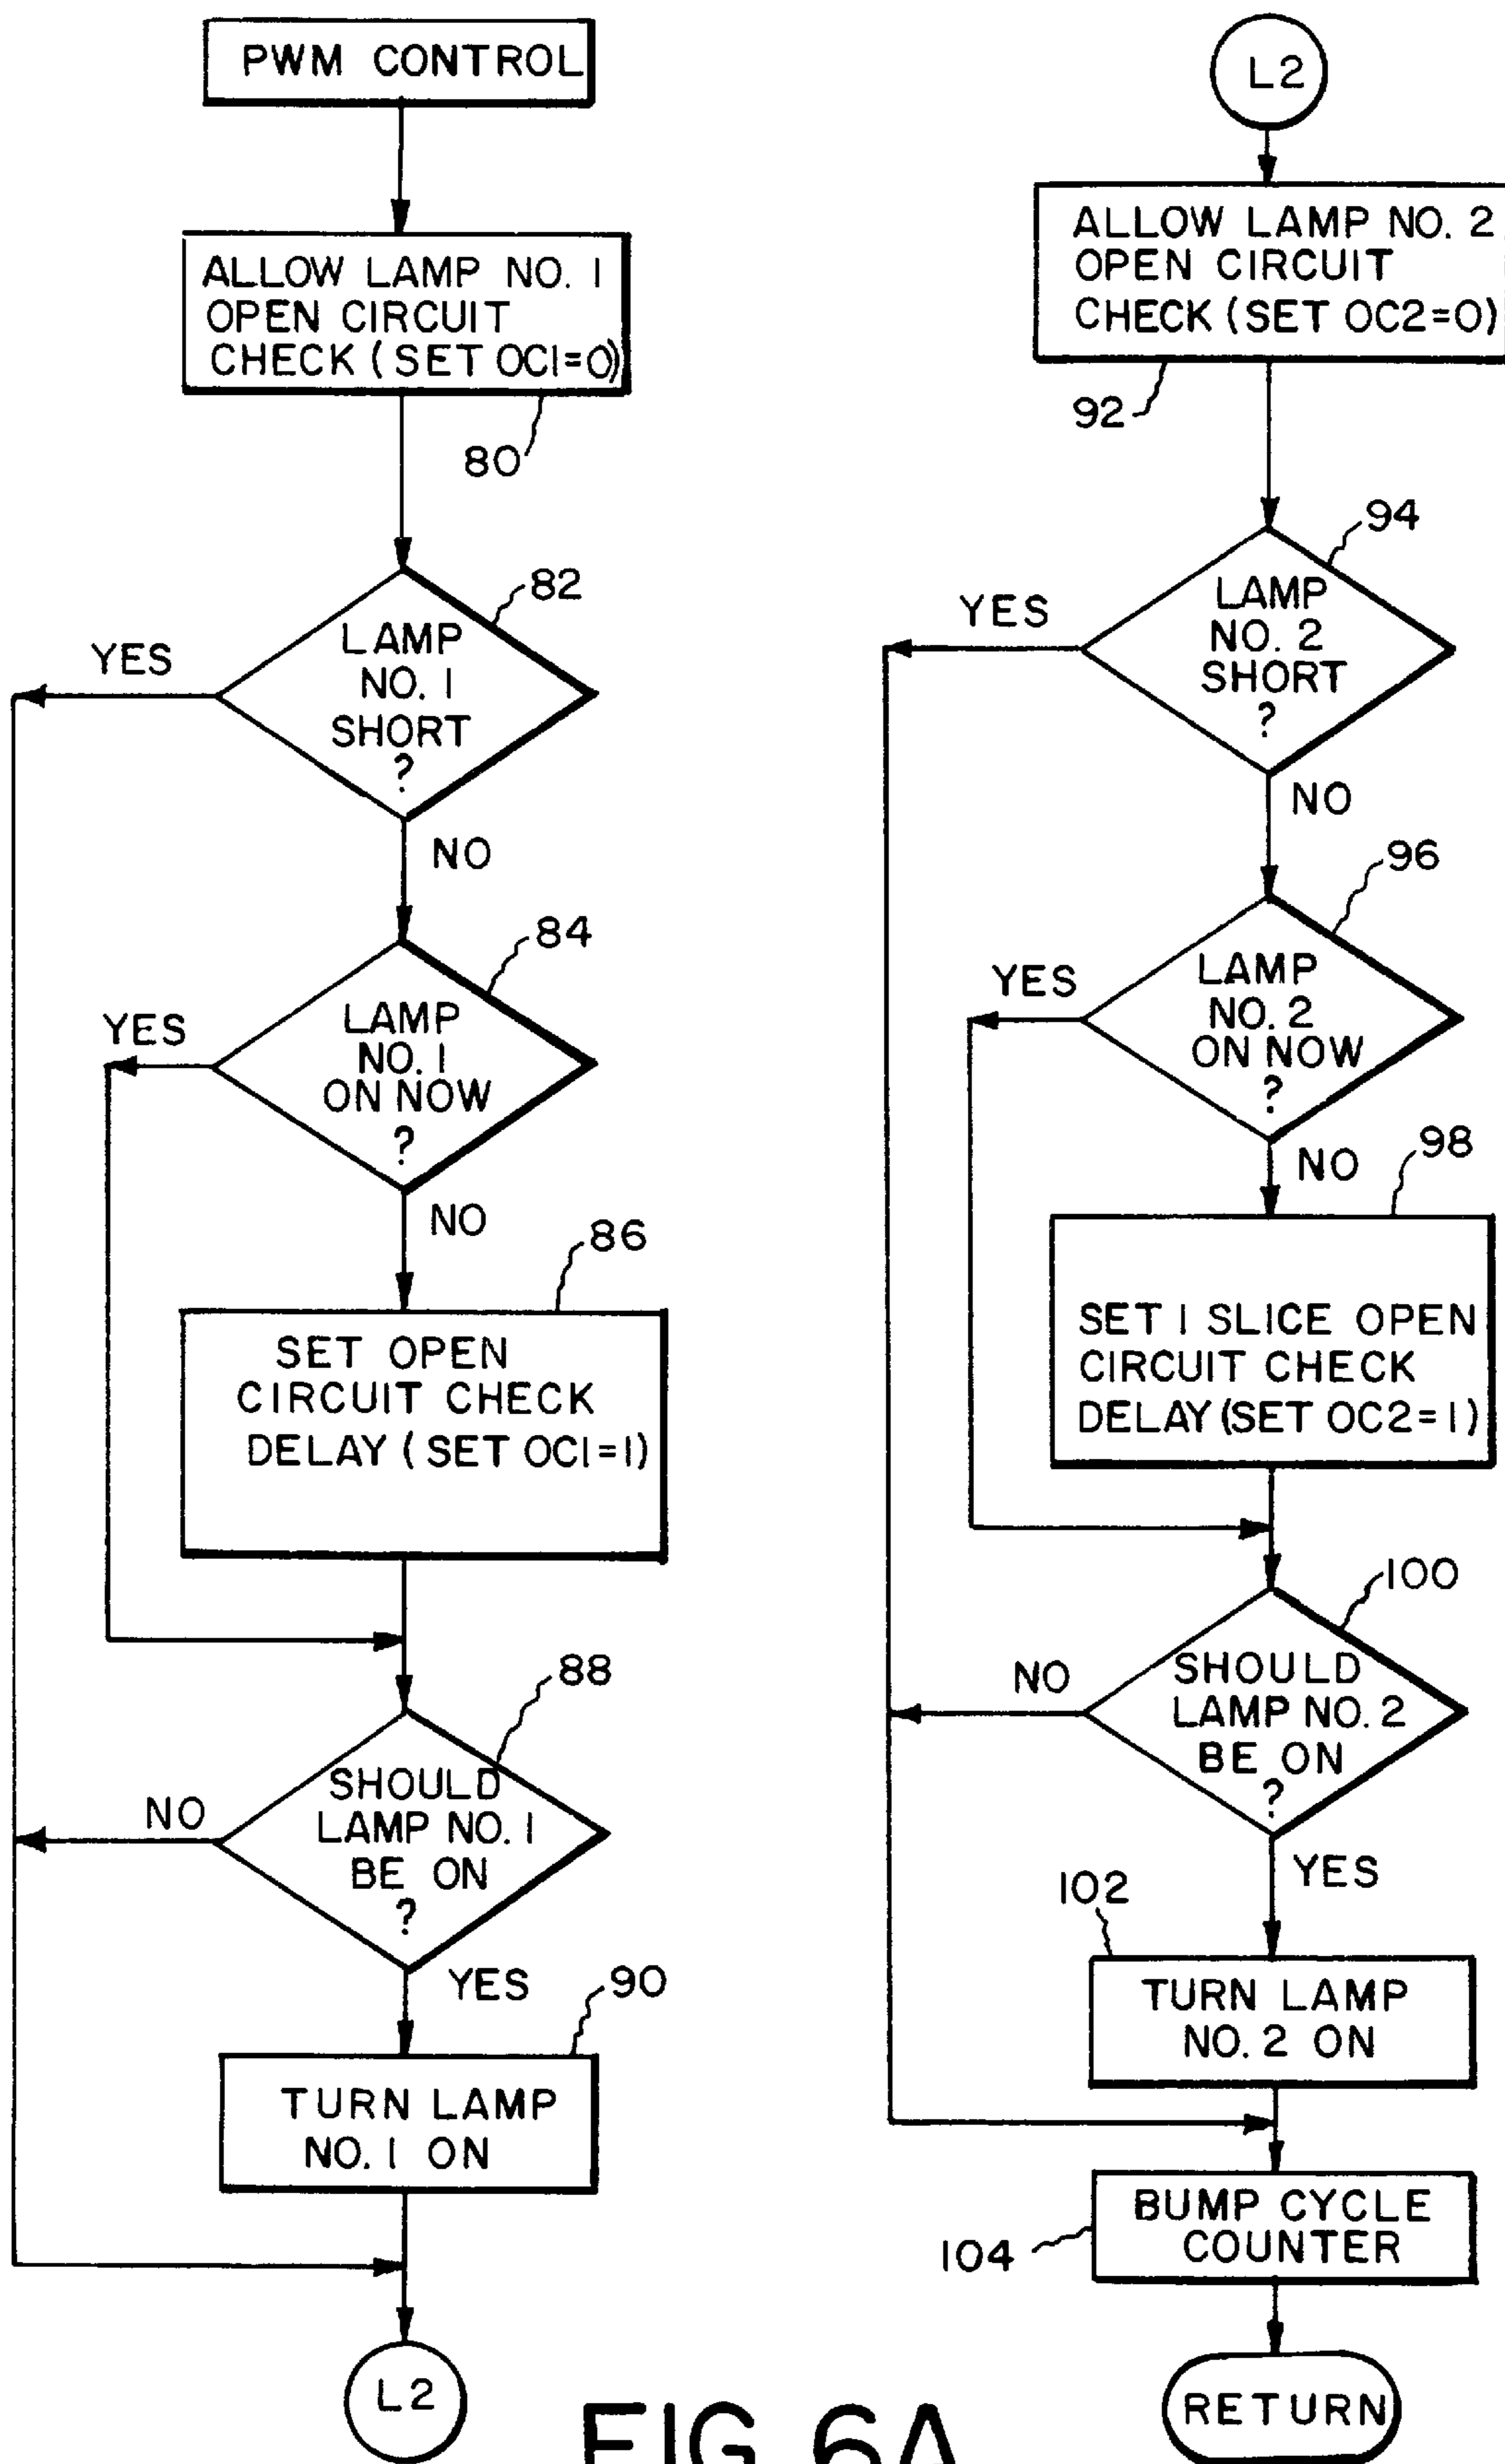 PWM CONTROL
ALLOW LAMP NO. 1
OPEN CIRCUIT
CHECK (SET OC1=0)
80
82
LAMP
NO. 1
SHORT
?
YES
NO
84
LAMP
NO. 1
ON NOW
?
YES
NO
86
SET OPEN
CIRCUIT CHECK
DELAY (SET OC1=1)
88
SHOULD
LAMP NO. 1
BE ON
?
NO
YES
90
TURN LAMP
NO. 1 ON
L2
L2
ALLOW LAMP NO. 2
OPEN CIRCUIT
CHECK (SET OC2=0)
92
94
LAMP
NO. 2
SHORT
?
YES
NO
96
LAMP
NO. 2
ON NOW
?
YES
NO
98
SET 1 SLICE OPEN
CIRCUIT CHECK
DELAY (SET OC2=1)
100
SHOULD
LAMP NO. 2
BE ON
?
NO
YES
102
TURN LAMP
NO. 2 ON
BUMP CYCLE
COUNTER
104
RETURN
FIG. 6A